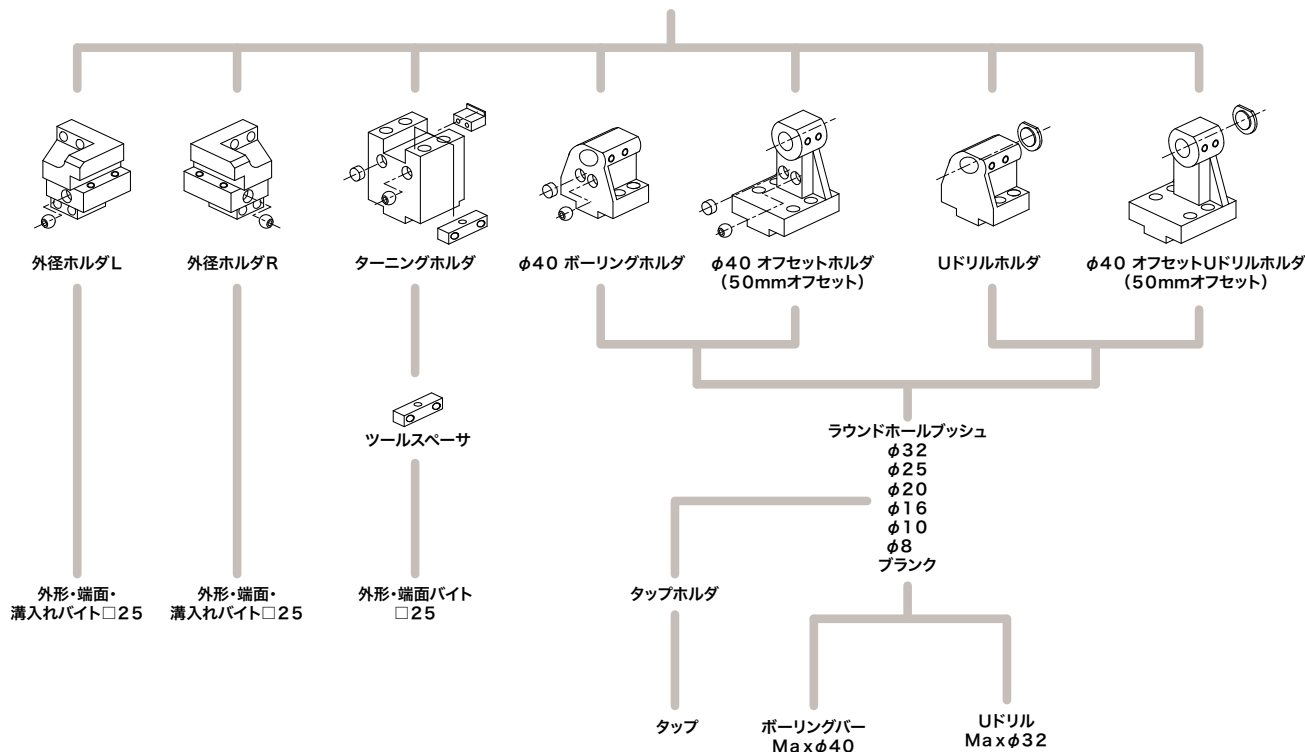 外径ホルダL
外径ホルダR
ターニングホルダ
φ40 ボーリングホルダ
φ40 オフセットホルダ
(50mmオフセット)
Uドリルホルダ
φ40 オフセットUドリルホルダ
(50mmオフセット)
ツールスペーサ
ラウンドホールブッシュ
φ32
φ25
φ20
φ16
φ10
φ8
ブランク
外形・端面・
溝入れバイト□25
外形・端面・
溝入れバイト□25
外形・端面バイト
□25
タップホルダ
タップ
ボーリングバー
Maxφ40
Uドリル
Maxφ32